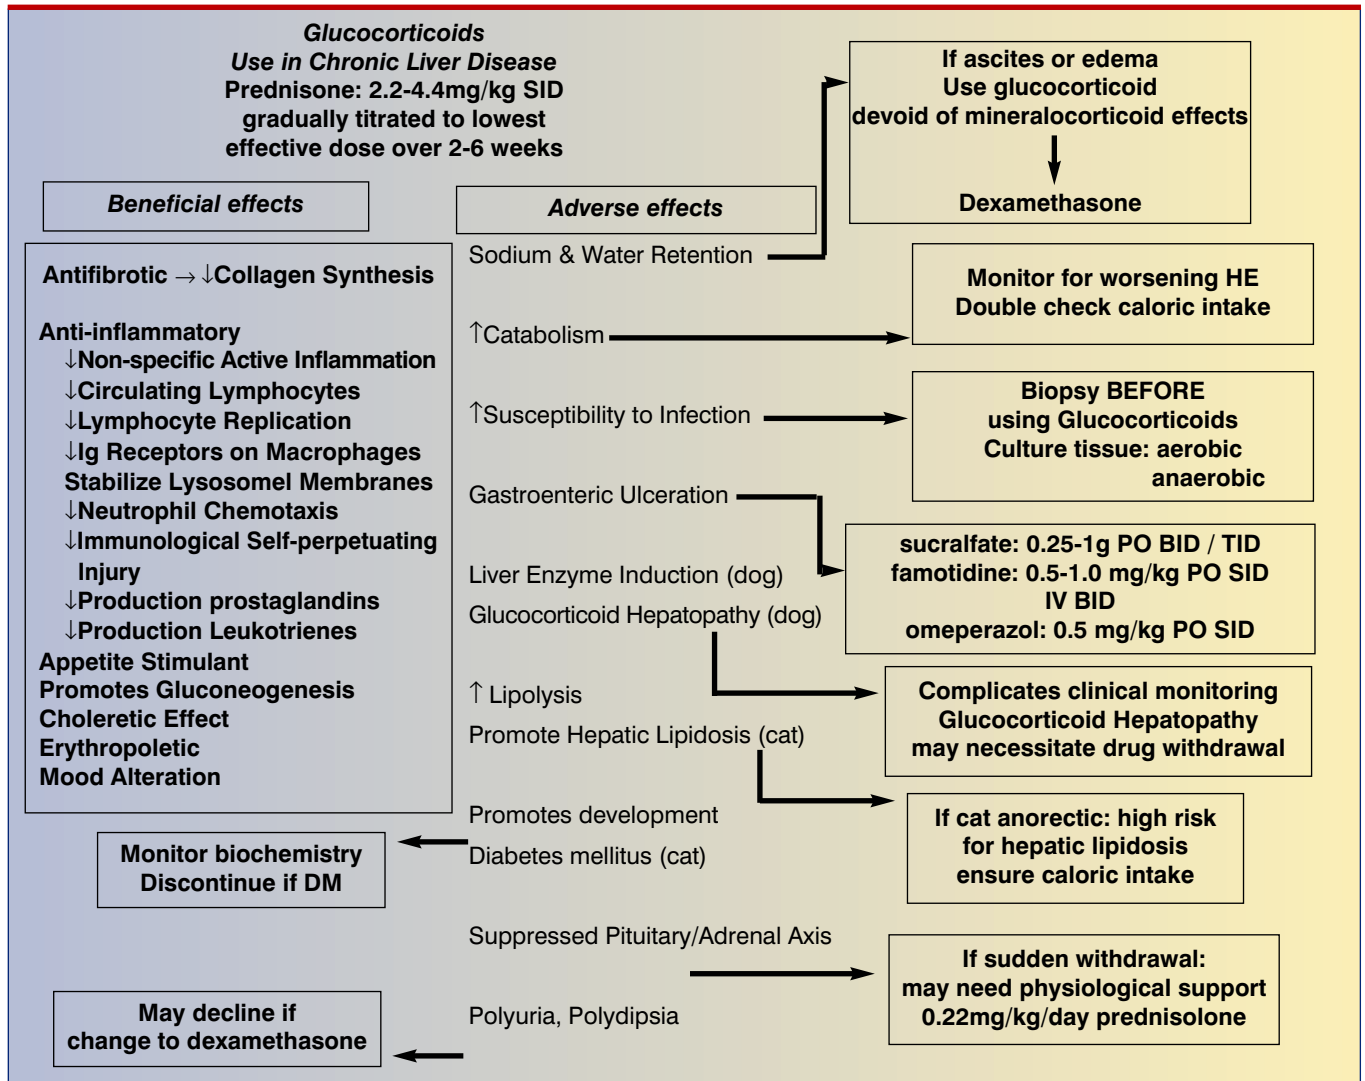 Glucocorticoids
Use in Chronic Liver Disease
Prednisone: 2.2-4.4mg/kg SID
gradually titrated to lowest
effective dose over 2-6 weeks
Beneficial effects
Antifibrotic → ↓Collagen Synthesis
Anti-inflammatory
↓Non-specific Active Inflammation
↓Circulating Lymphocytes
↓Lymphocyte Replication
↓Ig Receptors on Macrophages
Stabilize Lysosomel Membranes
↓Neutrophil Chemotaxis
↓Immunological Self-perpetuating
Injury
↓Production prostaglandins
↓Production Leukotrienes
Appetite Stimulant
Promotes Gluconeogenesis
Choleretic Effect
Erythropoletic
Mood Alteration
Monitor biochemistry
Discontinue if DM
May decline if
change to dexamethasone
Adverse effects
Sodium & Water Retention
↑Catabolism
↑Susceptibility to Infection
Gastroenteric Ulceration
Liver Enzyme Induction (dog)
Glucocorticoid Hepatopathy (dog)
↑ Lipolysis
Promote Hepatic Lipidosis (cat)
Promotes development
Diabetes mellitus (cat)
Suppressed Pituitary/Adrenal Axis
Polyuria, Polydipsia
If ascites or edema
Use glucocorticoid
devoid of mineralocorticoid effects
Dexamethasone
Monitor for worsening HE
Double check caloric intake
Biopsy BEFORE
using Glucocorticoids
Culture tissue: aerobic
anaerobic
sucralfate: 0.25-1g PO BID / TID
famotidine: 0.5-1.0 mg/kg PO SID
IV BID
omeperazol: 0.5 mg/kg PO SID
Complicates clinical monitoring
Glucocorticoid Hepatopathy
may necessitate drug withdrawal
If cat anorectic: high risk
for hepatic lipidosis
ensure caloric intake
If sudden withdrawal:
may need physiological support
0.22mg/kg/day prednisolone